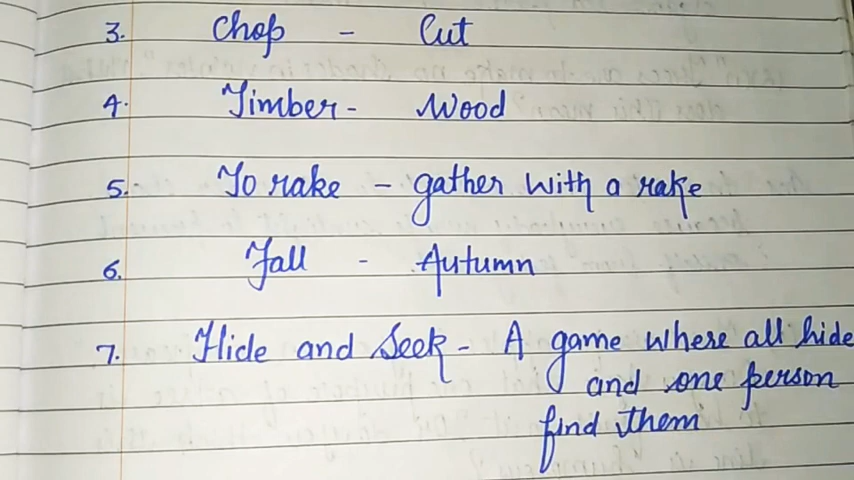 3. Chop - Cut
4. Timber - Wood
5. To rake - gather with a rake
6. Fall - Autumn
7. Hide and Seek - A game where all hide
and one person
find them